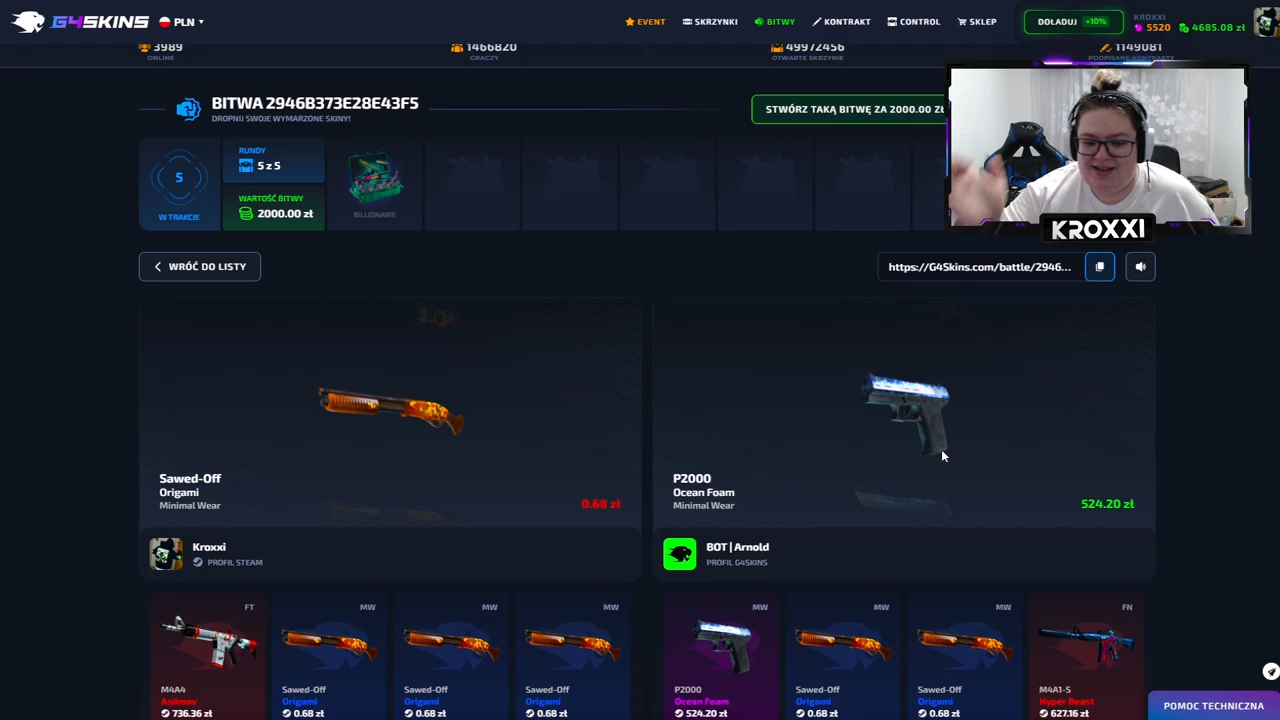 G4SKINS PLN
EVENT SKRZYNKI BITWY KONTRAKT CONTROL SKLEP
DOŁADUJ +10%
KROXXI
5520 4685.08 zł
3989 1466820 49972456 1149081
ONLINE GRACZY OTWARTE SKRZYNIE PODPISANE KONTRAKTY
BITWA 2946B373E28E43F5
DROPNIJ SWOJE WYMARZONE SKINY!
STWÓRZ TAKĄ BITWĘ ZA 2000.00 ZŁ
5
W TRAKCIE
RUNDY
5 z 5
WARTOŚĆ BITWY
2000.00 zł
BILLIONAIRE
KROXXI
WRÓĆ DO LISTY
https://G4Skins.com/battle/2946...
Sawed-Off
Origami
Minimal Wear
0.68 zł
P2000
Ocean Foam
Minimal Wear
524.20 zł
Kroxxi
PROFIL STEAM
BOT | Arnold
PROFIL G4SKINS
FT MW MW MW MW MW MW FN
M4A4 Sawed-Off Sawed-Off Sawed-Off P2000 Sawed-Off Sawed-Off M4A1-S
Asiimov Origami Origami Origami Ocean Foam Origami Origami Hyper Beast
736.36 zł 0.68 zł 0.68 zł 0.68 zł 524.20 zł 0.68 zł 0.68 zł 627.16 zł
POMOC TECHNICZNA